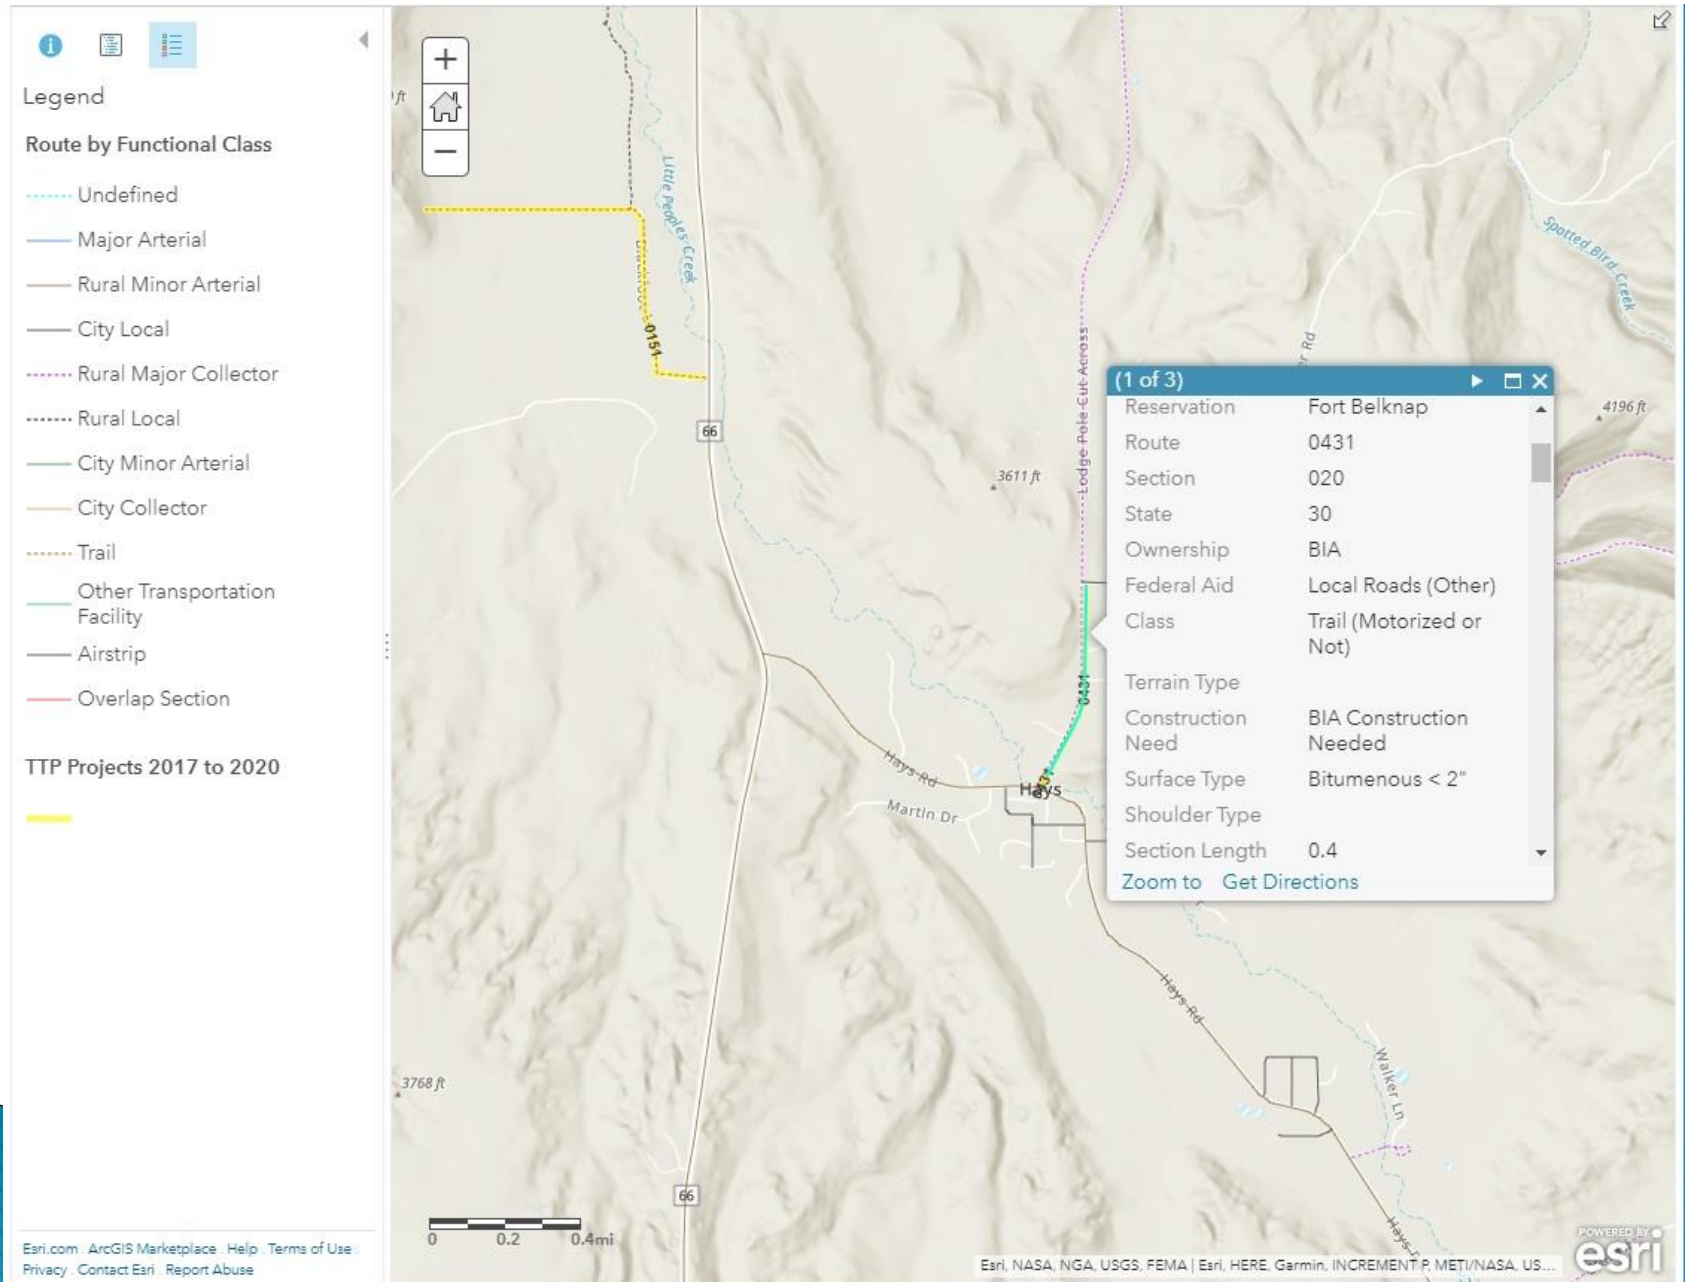 Legend
Route by Functional Class
Undefined
Major Arterial
Rural Minor Arterial
City Local
Rural Major Collector
Rural Local
City Minor Arterial
City Collector
Trail
Other Transportation
Facility
Airstrip
Overlap Section
TTP Projects 2017 to 2020
Esri.com . ArcGIS Marketplace . Help . Terms of Use .
Privacy . Contact Esri . Report Abuse
ft
Little Peoples Creek
0151
66
Lodge Pole Cut Across
3611 ft
er Rd
Spotted Bird Creek
4196 ft
(1 of 3)
Reservation Fort Belknap
Route 0431
Section 020
State 30
Ownership BIA
Federal Aid Local Roads (Other)
Class Trail (Motorized or
Not)
Terrain Type
Construction BIA Construction
Need Needed
Surface Type Bitumenous < 2"
Shoulder Type
Section Length 0.4
Zoom to Get Directions
0431
Hays Rd
Hays
Martin Dr
Hays Rd
Walker Ln
3768 ft
66
Hays
0 0.2 0.4mi
Esri, NASA, NGA, USGS, FEMA | Esri, HERE, Garmin, INCREMENT P, METI/NASA, US...
POWERED BY
esri